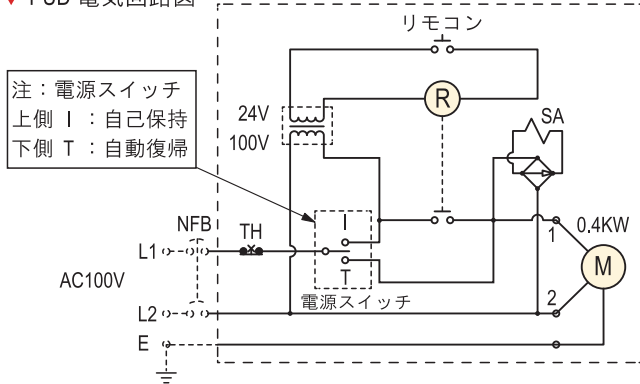 PSB 電気回路図
リモコン
注：電源スイッチ
上側 I ：自己保持
下側 T ：自動復帰
R
24V
100V
SA
NFB
TH
I
1
0.4KW
L1
M
AC100V
T
電源スイッチ
2
L2
E